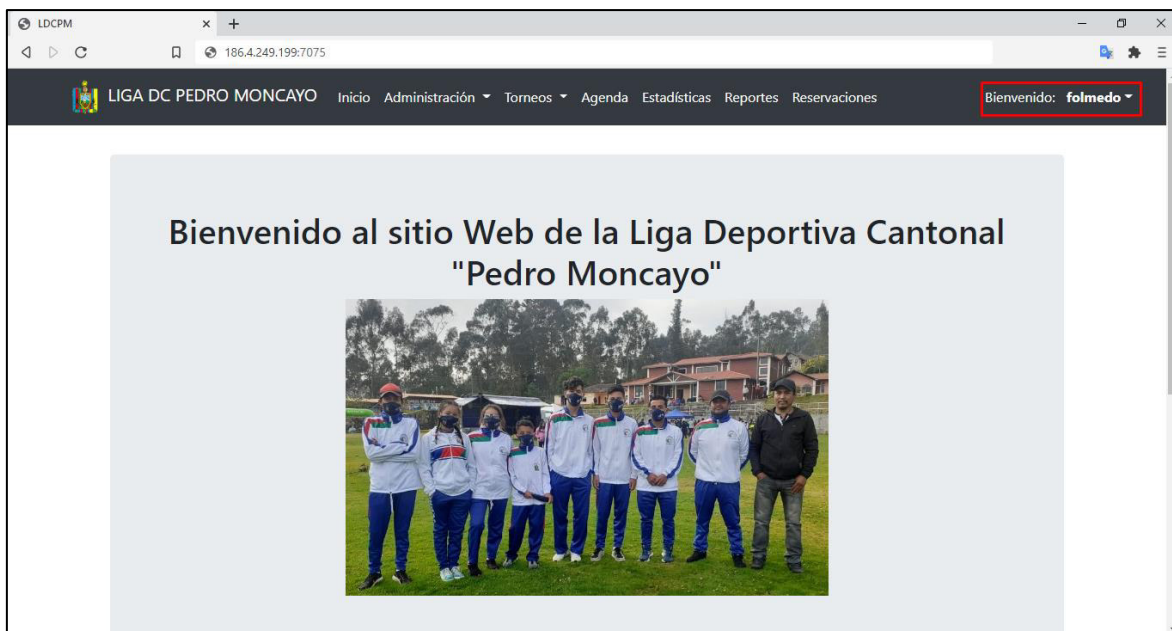 LDCPM
186.4.249.199:7075
LIGA DC PEDRO MONCAYO Inicio Administración Torneos Agenda Estadísticas Reportes Reservaciones Bienvenido: folmedo
Bienvenido al sitio Web de la Liga Deportiva Cantonal
"Pedro Moncayo"